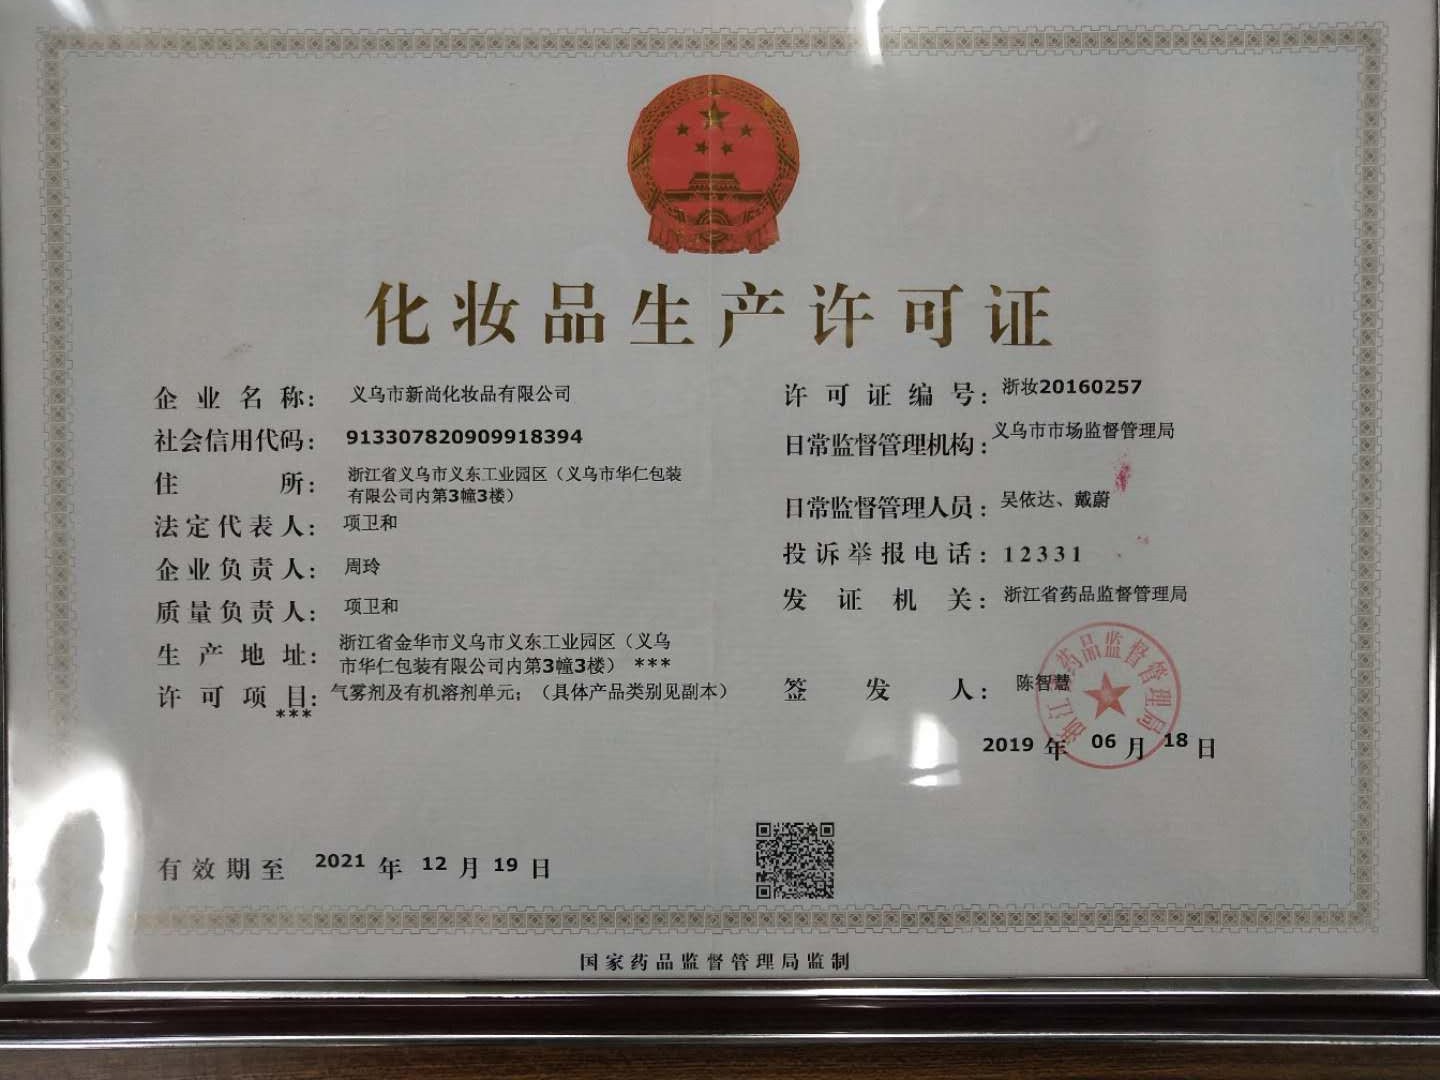 化妆品生产许可证
企业名称: 义乌市新尚化妆品有限公司
社会信用代码: 913307820909918394
住所: 浙江省义乌市义东工业园区（义乌市华仁包装
有限公司内第3幢3楼）
法定代表人: 项卫和
企业负责人: 周玲
质量负责人: 项卫和
生产地址: 浙江省金华市义乌市义东工业园区（义乌
市华仁包装有限公司内第3幢3楼） ***
许可项目: 气雾剂及有机溶剂单元;（具体产品类别见副本）
***
许可证编号: 浙妆20160257
日常监督管理机构: 义乌市市场监督管理局
日常监督管理人员: 吴依达、戴蔚
投诉举报电话: 12331
发证机关: 浙江省药品监督管理局
签发人: 陈智慧
浙江省药品监督管理局
2019年06月18日
有效期至 2021年12月19日
国家药品监督管理局监制